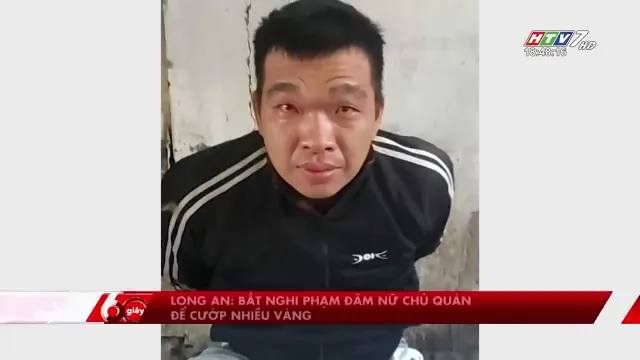 HTV7 HD
18:48:16
60 giây
LONG AN: BẮT NGHI PHẠM ĐÂM NỮ CHỦ QUÁN
ĐỂ CƯỚP NHIỀU VÀNG